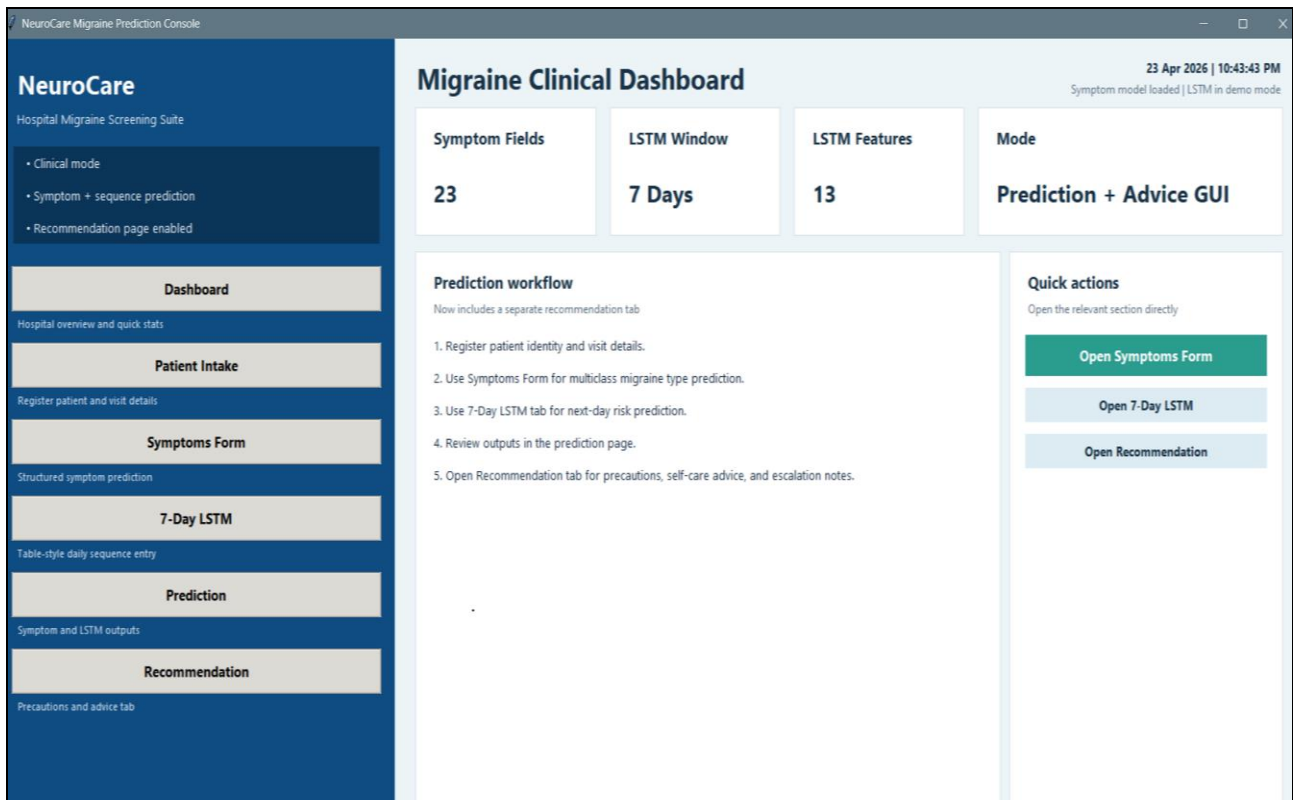 NeuroCare Migraine Prediction Console
NeuroCare
Hospital Migraine Screening Suite
• Clinical mode
• Symptom + sequence prediction
• Recommendation page enabled
Dashboard
Hospital overview and quick stats
Patient Intake
Register patient and visit details
Symptoms Form
Structured symptom prediction
7-Day LSTM
Table-style daily sequence entry
Prediction
Symptom and LSTM outputs
Recommendation
Precautions and advice tab
Migraine Clinical Dashboard
23 Apr 2026 | 10:43:43 PM
Symptom model loaded | LSTM in demo mode
Symptom Fields
23
LSTM Window
7 Days
LSTM Features
13
Mode
Prediction + Advice GUI
Prediction workflow
Now includes a separate recommendation tab
1. Register patient identity and visit details.
2. Use Symptoms Form for multiclass migraine type prediction.
3. Use 7-Day LSTM tab for next-day risk prediction.
4. Review outputs in the prediction page.
5. Open Recommendation tab for precautions, self-care advice, and escalation notes.
Quick actions
Open the relevant section directly
Open Symptoms Form
Open 7-Day LSTM
Open Recommendation